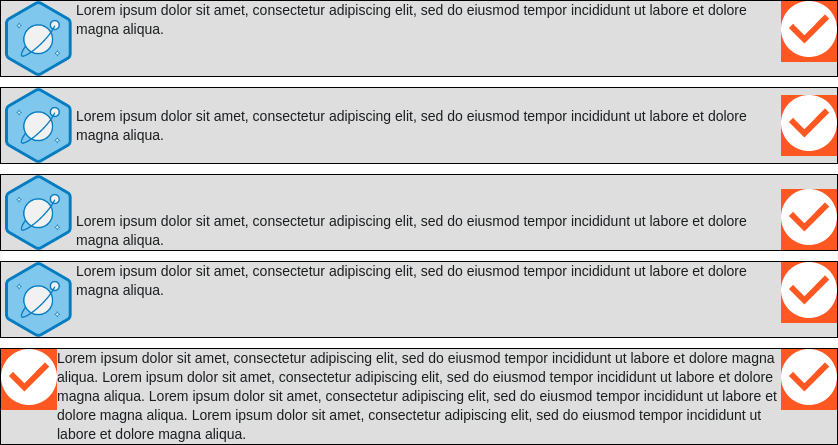 Lorem ipsum dolor sit amet, consectetur adipiscing elit, sed do eiusmod tempor incididunt ut labore et dolore
magna aliqua.
Lorem ipsum dolor sit amet, consectetur adipiscing elit, sed do eiusmod tempor incididunt ut labore et dolore
magna aliqua.
Lorem ipsum dolor sit amet, consectetur adipiscing elit, sed do eiusmod tempor incididunt ut labore et dolore
magna aliqua.
Lorem ipsum dolor sit amet, consectetur adipiscing elit, sed do eiusmod tempor incididunt ut labore et dolore
magna aliqua.
Lorem ipsum dolor sit amet, consectetur adipiscing elit, sed do eiusmod tempor incididunt ut labore et dolore magna
aliqua. Lorem ipsum dolor sit amet, consectetur adipiscing elit, sed do eiusmod tempor incididunt ut labore et dolore
magna aliqua. Lorem ipsum dolor sit amet, consectetur adipiscing elit, sed do eiusmod tempor incididunt ut labore et
dolore magna aliqua. Lorem ipsum dolor sit amet, consectetur adipiscing elit, sed do eiusmod tempor incididunt ut
labore et dolore magna aliqua.